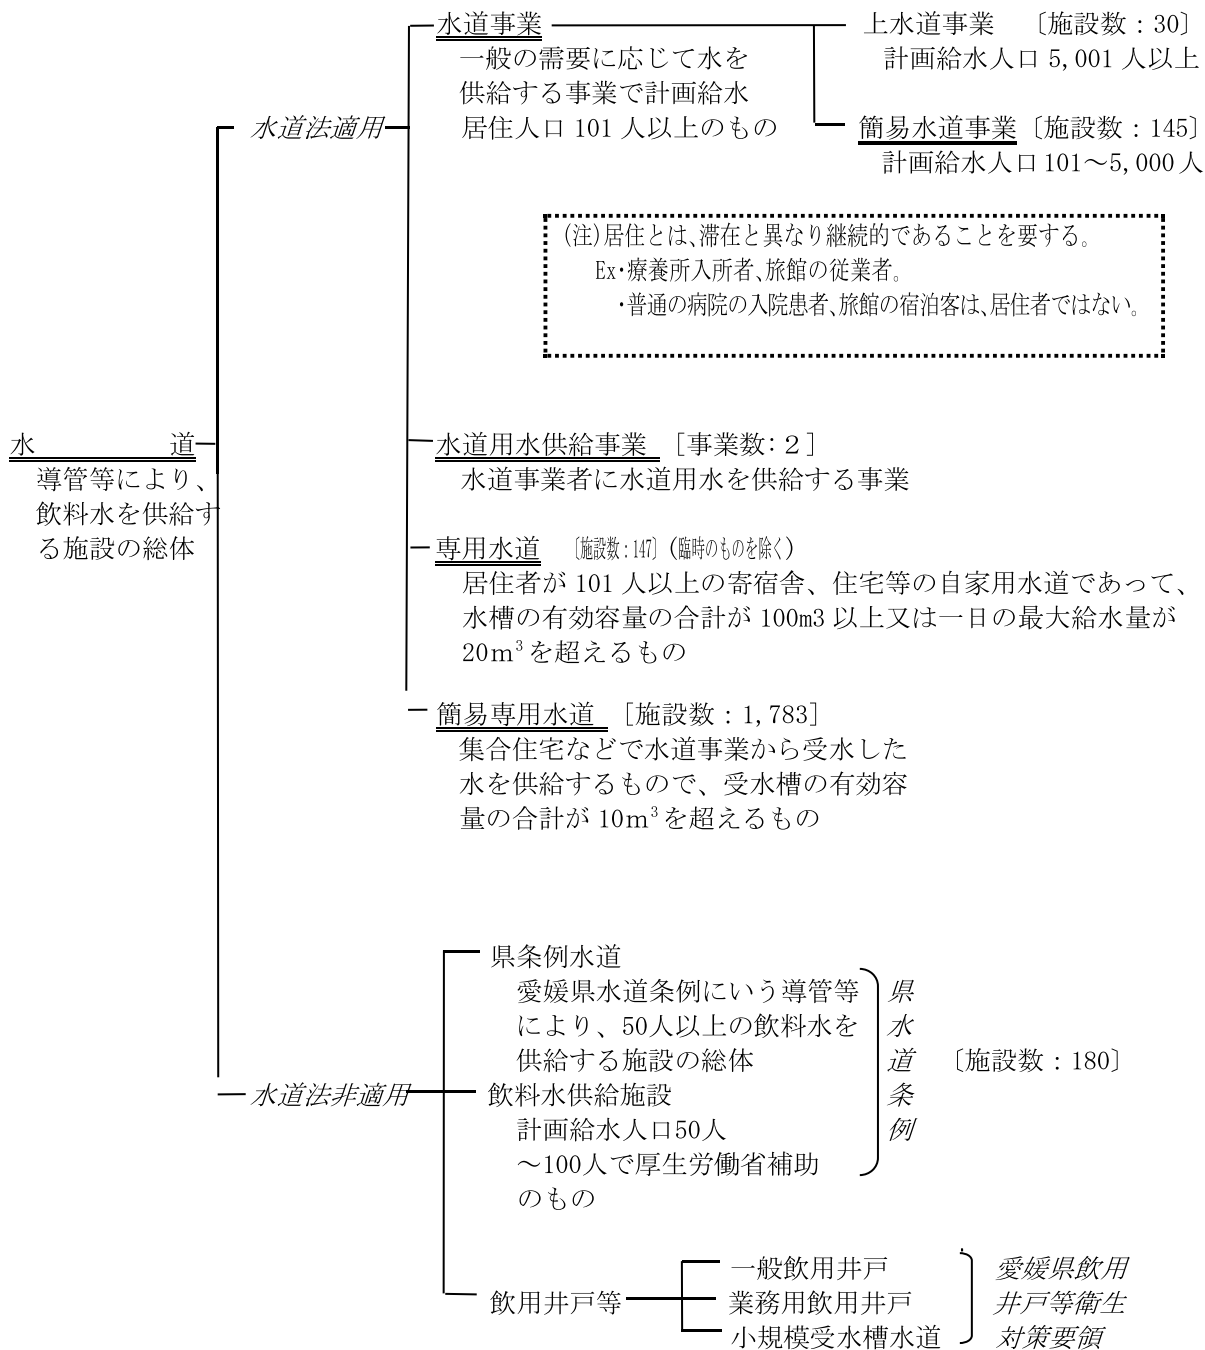 水道事業
一般の需要に応じて水を
供給する事業で計画給水
居住人口 101 人以上のもの
上水道事業 〔施設数：30〕
計画給水人口 5,001 人以上
簡易水道事業〔施設数：145〕
計画給水人口 101～5,000 人
水道法適用
(注)居住とは、滞在と異なり継続的であることを要する。
Ex・療養所入所者、旅館の従業者。
・普通の病院の入院患者、旅館の宿泊客は、居住者ではない。
水 道
導管等により、
飲料水を供給す
る施設の総体
水道用水供給事業 ［事業数：２］
水道事業者に水道用水を供給する事業
専用水道 〔施設数：147〕(臨時のものを除く)
居住者が 101 人以上の寄宿舎、住宅等の自家用水道であって、
水槽の有効容量の合計が 100m3 以上又は一日の最大給水量が
20ｍ³を超えるもの
簡易専用水道 ［施設数：1,783］
集合住宅などで水道事業から受水した
水を供給するもので、受水槽の有効容
量の合計が 10ｍ³を超えるもの
水道法非適用
県条例水道
愛媛県水道条例にいう導管等
により、50人以上の飲料水を
供給する施設の総体
飲料水供給施設
計画給水人口50人
～100人で厚生労働省補助
のもの
県水道条例
〔施設数：180〕
飲用井戸等
一般飲用井戸
業務用飲用井戸
小規模受水槽水道
愛媛県飲用
井戸等衛生
対策要領